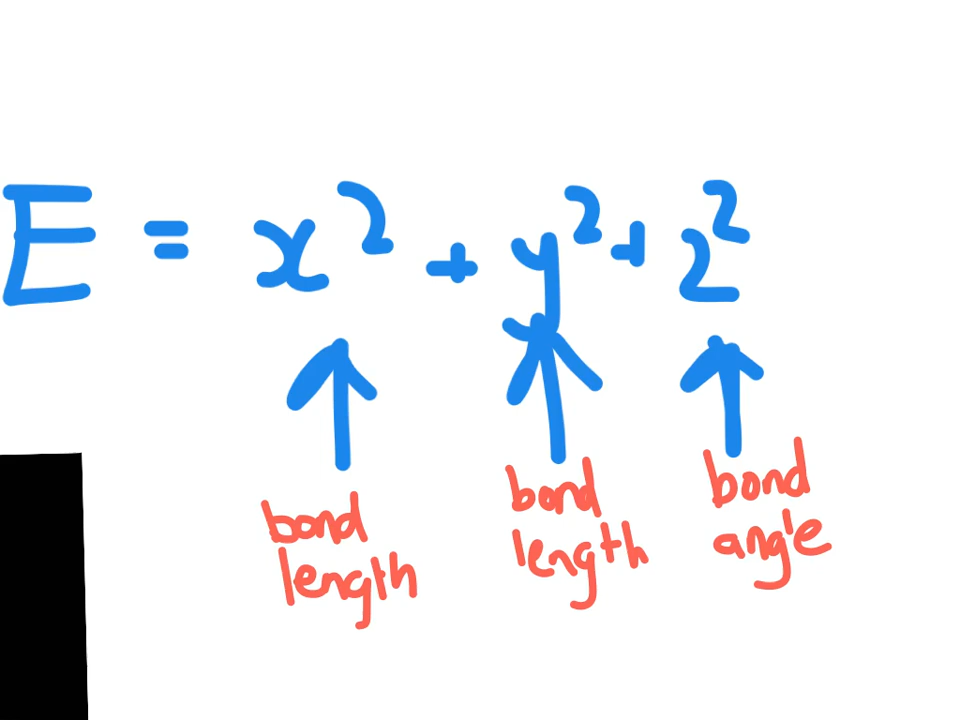 E = x² + y² + z²
bond length
bond length
bond angle